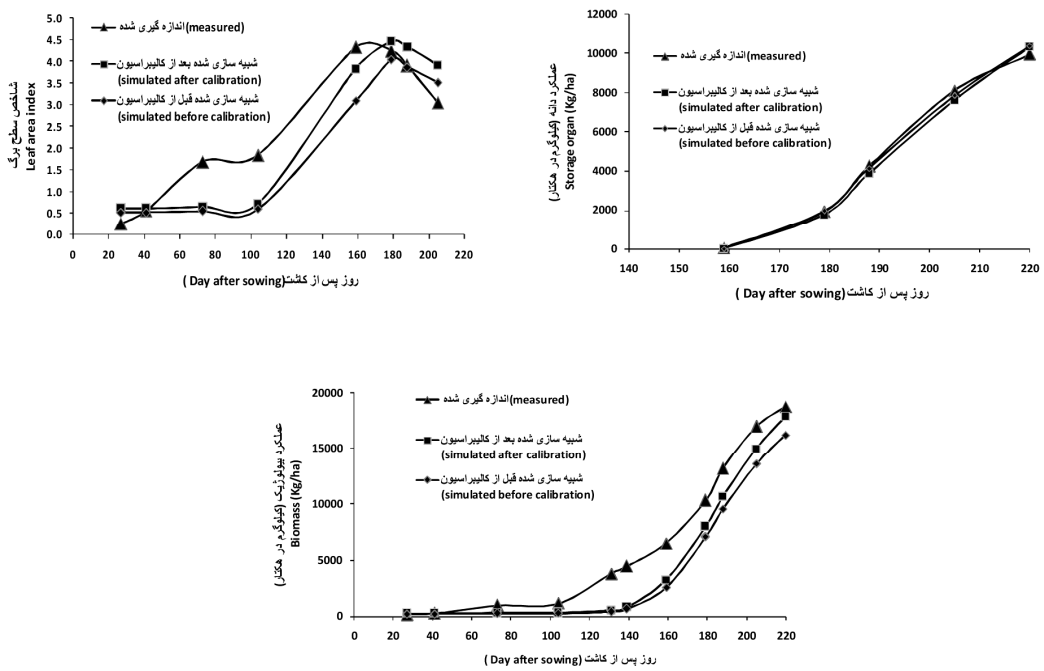 5.0
4.5
4.0
3.5
3.0
2.5
2.0
1.5
1.0
0.5
0.0
شاخص سطح برگ
Leaf area index
اندازه گیری شده(measured)
شبیه سازی شده بعد از کالیبراسیون
(simulated after calibration)
شبیه سازی شده قبل از کالیبراسیون
(simulated before calibration)
0 20 40 60 80 100 120 140 160 180 200 220
روز پس از کاشت(Day after sowing )
12000
10000
8000
6000
4000
2000
0
عملکرد دانه (کیلوگرم در هکتار)
Storage organ (Kg/ha)
اندازه گیری شده(measured)
شبیه سازی شده بعد از کالیبراسیون
(simulated after calibration)
شبیه سازی شده قبل از کالیبراسیون
(simulated before calibration)
140 150 160 170 180 190 200 210 220
روز پس از کاشت(Day after sowing )
20000
15000
10000
5000
0
عملکرد بیولوژیک (کیلوگرم در هکتار)
Biomass (Kg/ha)
اندازه گیری شده(measured)
شبیه سازی شده بعد از کالیبراسیون
(simulated after calibration)
شبیه سازی شده قبل از کالیبراسیون
(simulated before calibration)
0 20 40 60 80 100 120 140 160 180 200 220
روز پس از کاشت (Day after sowing )